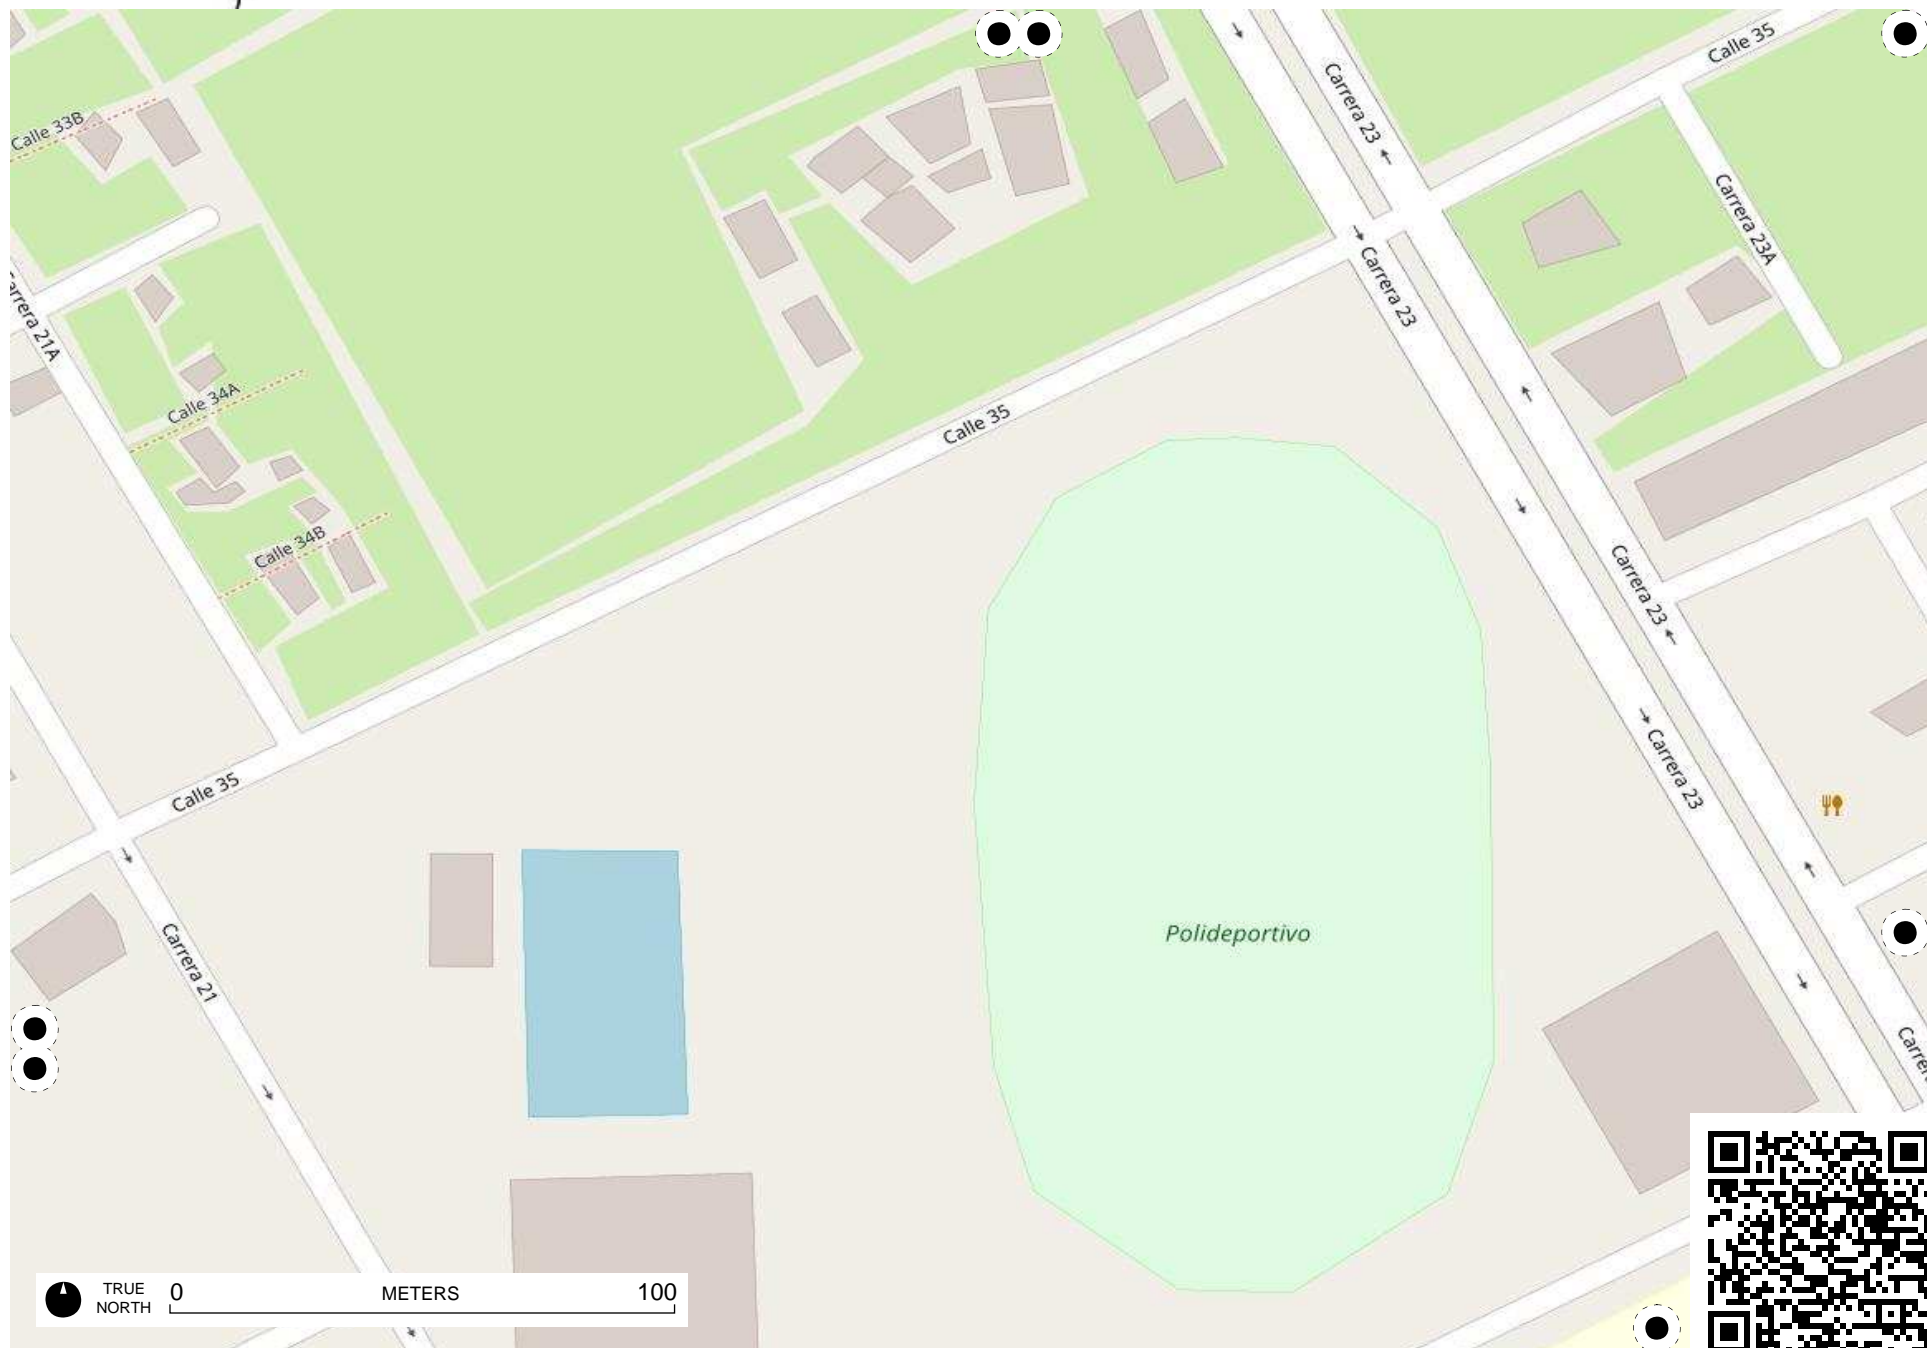 Calle 35
Carrera 23
Calle 33B
Carrera 23A
Carrera 23
Carrera 21A
Calle 34A
Calle 35
Calle 34B
Carrera 23
Calle 35
Carrera 23
Polideportivo
Carrera 21
TRUE
NORTH
0
METERS
100